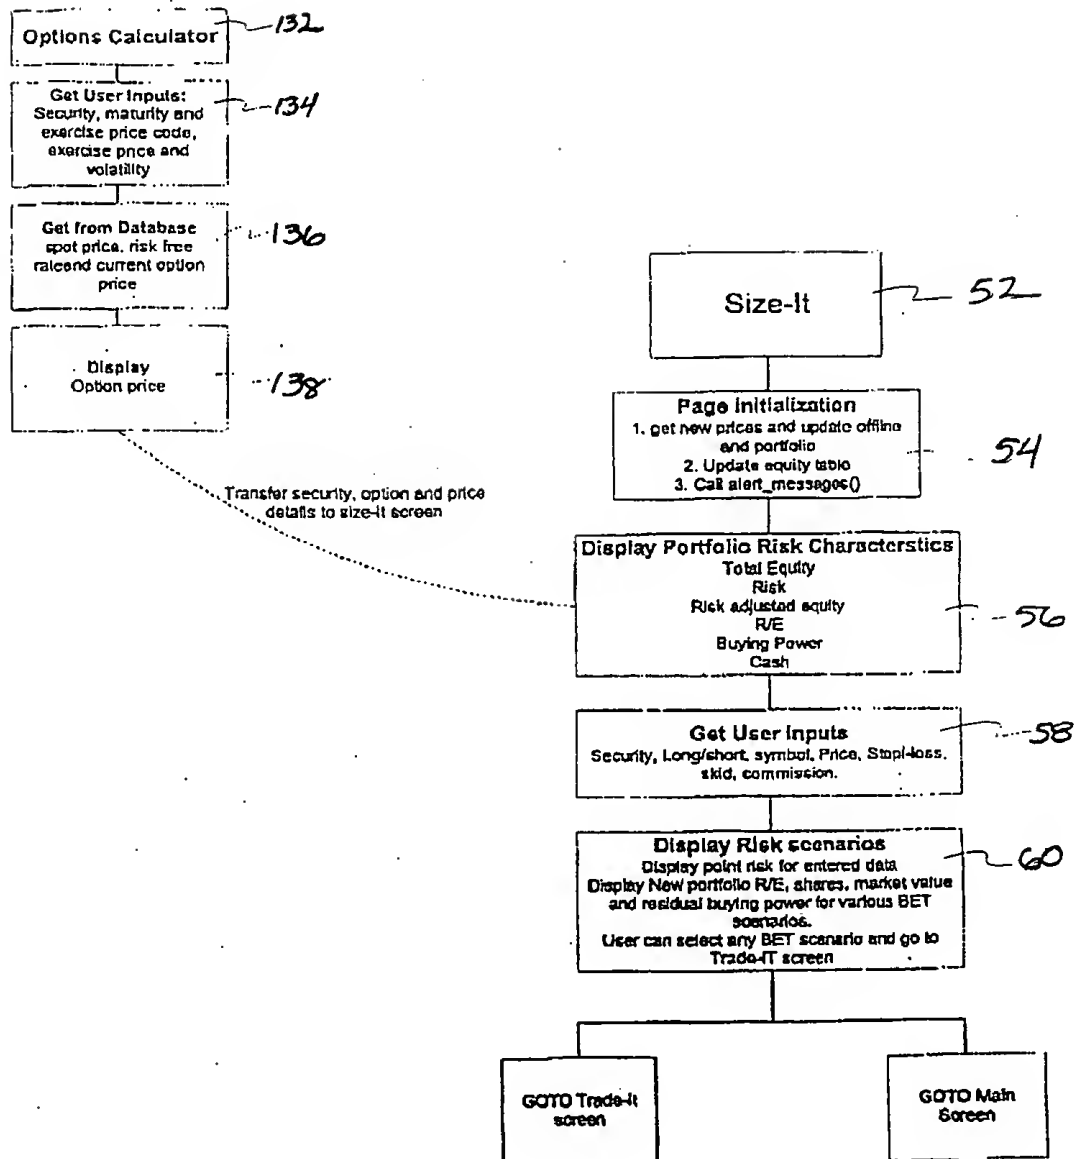 Options Calculator
132
Get User Inputs:
Security, maturity and
exercise price code,
exercise price and
volatility
134
Get from Database
spot price, risk free
rateand current option
price
136
Display
Option price
138
Transfer security, option and price
details to size-it screen
Size-It
52
Page Initialization
1. get new prices and update offline
and portfolio
2. Update equity table
3. Call alert_messages()
54
Display Portfolio Risk Characterstics
Total Equity
Risk
Risk adjusted equity
R/E
Buying Power
Cash
56
Get User Inputs
Security, Long/short, symbol, Price, Stopl-loss,
skid, commission.
58
Display Risk scenarios
Display point risk for entered data
Display New portfolio R/E, shares, market value
and residual buying power for various BET
scenarios.
User can select any BET scenario and go to
Trade-IT screen
60
GOTO Trade-it
screen
GOTO Main
Screen